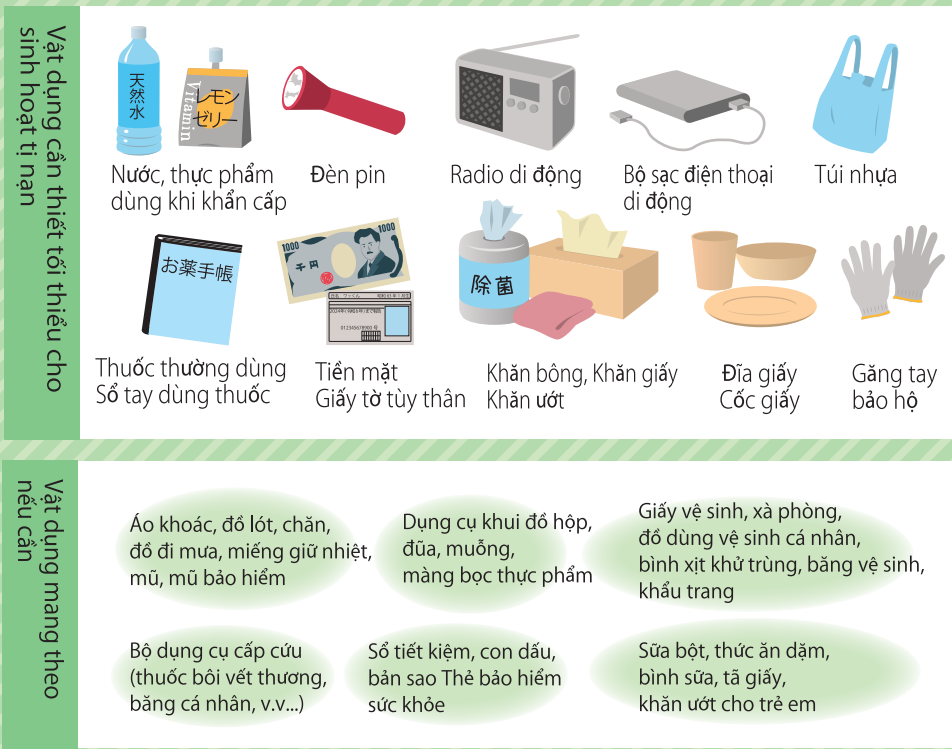 Vật dụng cần thiết tối thiểu cho
sinh hoạt tị nạn
天然水
Vitamin
レモン
ゼリー
Nước, thực phẩm
dùng khi khẩn cấp
Đèn pin
Radio di động
Bộ sạc điện thoại
di động
Túi nhựa
お薬手帳
1000
1000
千円
012345678900 号
除菌
Thuốc thường dùng
Sổ tay dùng thuốc
Tiền mặt
Giấy tờ tùy thân
Khăn bông, Khăn giấy
Khăn ướt
Đĩa giấy
Cốc giấy
Găng tay
bảo hộ
Vật dụng mang theo
nếu cần
Áo khoác, đồ lót, chăn,
đồ đi mưa, miếng giữ nhiệt,
mũ, mũ bảo hiểm
Dụng cụ khui đồ hộp,
đũa, muỗng,
màng bọc thực phẩm
Giấy vệ sinh, xà phòng,
đồ dùng vệ sinh cá nhân,
bình xịt khử trùng, băng vệ sinh,
khẩu trang
Bộ dụng cụ cấp cứu
(thuốc bôi vết thương,
băng cá nhân, v.v...)
Sổ tiết kiệm, con dấu,
bản sao Thẻ bảo hiểm
sức khỏe
Sữa bột, thức ăn dặm,
bình sữa, tã giấy,
khăn ướt cho trẻ em